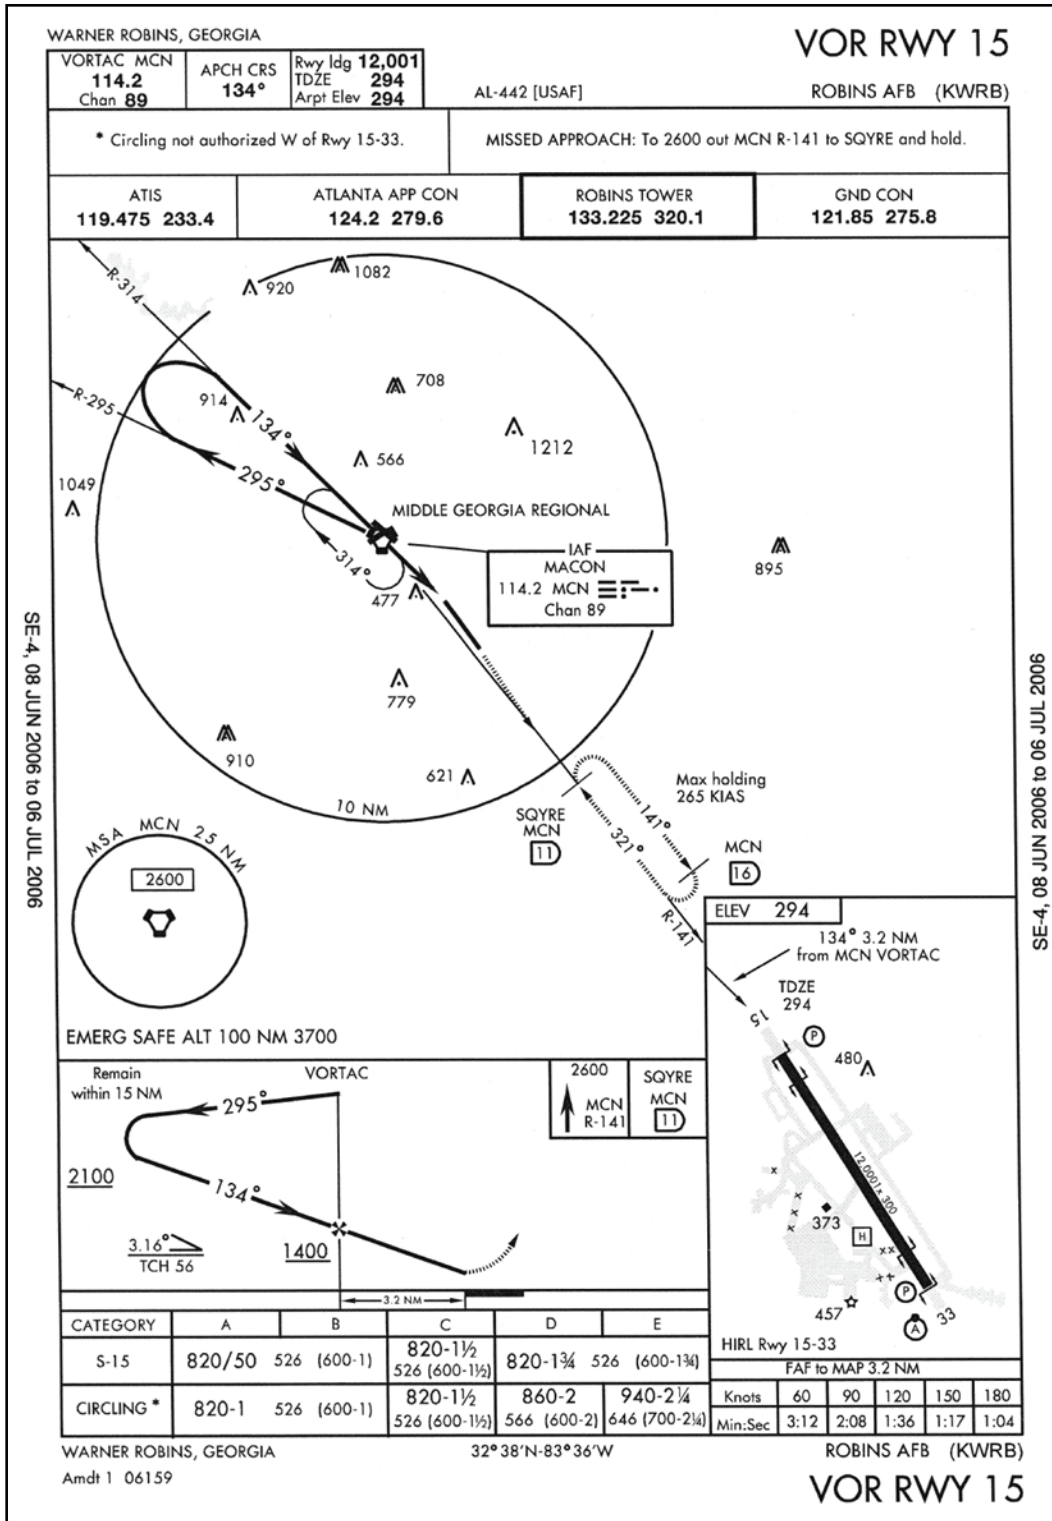 WARNER ROBINS, GEORGIA
VOR RWY 15
VORTAC MCN
114.2
Chan 89
APCH CRS
134°
Rwy ldg 12,001
TDZE 294
Arpt Elev 294
AL-442 [USAF]
ROBINS AFB (KWRB)
* Circling not authorized W of Rwy 15-33.
MISSED APPROACH: To 2600 out MCN R-141 to SQYRE and hold.
ATIS
119.475 233.4
ATLANTA APP CON
124.2 279.6
ROBINS TOWER
133.225 320.1
GND CON
121.85 275.8
R-314
920
1082
R-295
914
134°
708
1212
566
295°
1049
MIDDLE GEORGIA REGIONAL
314°
477
IAF
MACON
114.2 MCN
Chan 89
895
779
910
621
10 NM
SQYRE
MCN
11
Max holding
265 KIAS
141°
321°
MCN
16
R-141
MSA MCN 25 NM
2600
EMERG SAFE ALT 100 NM 3700
ELEV 294
134° 3.2 NM
from MCN VORTAC
TDZE
294
15
P
480
12,0001x 300
373
H
P
457
A
33
HIRL Rwy 15-33
Remain
within 15 NM
VORTAC
295°
2600
MCN
R-141
SQYRE
MCN
11
2100
134°
3.16°
TCH 56
1400
3.2 NM
CATEGORY A B C D E
S-15 820/50 526 (600-1) 820-1½ 526 (600-1½) 820-1¾ 526 (600-1¾)
CIRCLING * 820-1 526 (600-1) 820-1½ 526 (600-1½) 860-2 566 (600-2) 940-2¼ 646 (700-2¼)
FAF to MAP 3.2 NM
Knots 60 90 120 150 180
Min:Sec 3:12 2:08 1:36 1:17 1:04
WARNER ROBINS, GEORGIA
32°38'N-83°36'W
ROBINS AFB (KWRB)
Amdt 1 06159
VOR RWY 15
SE-4, 08 JUN 2006 to 06 JUL 2006
SE-4, 08 JUN 2006 to 06 JUL 2006